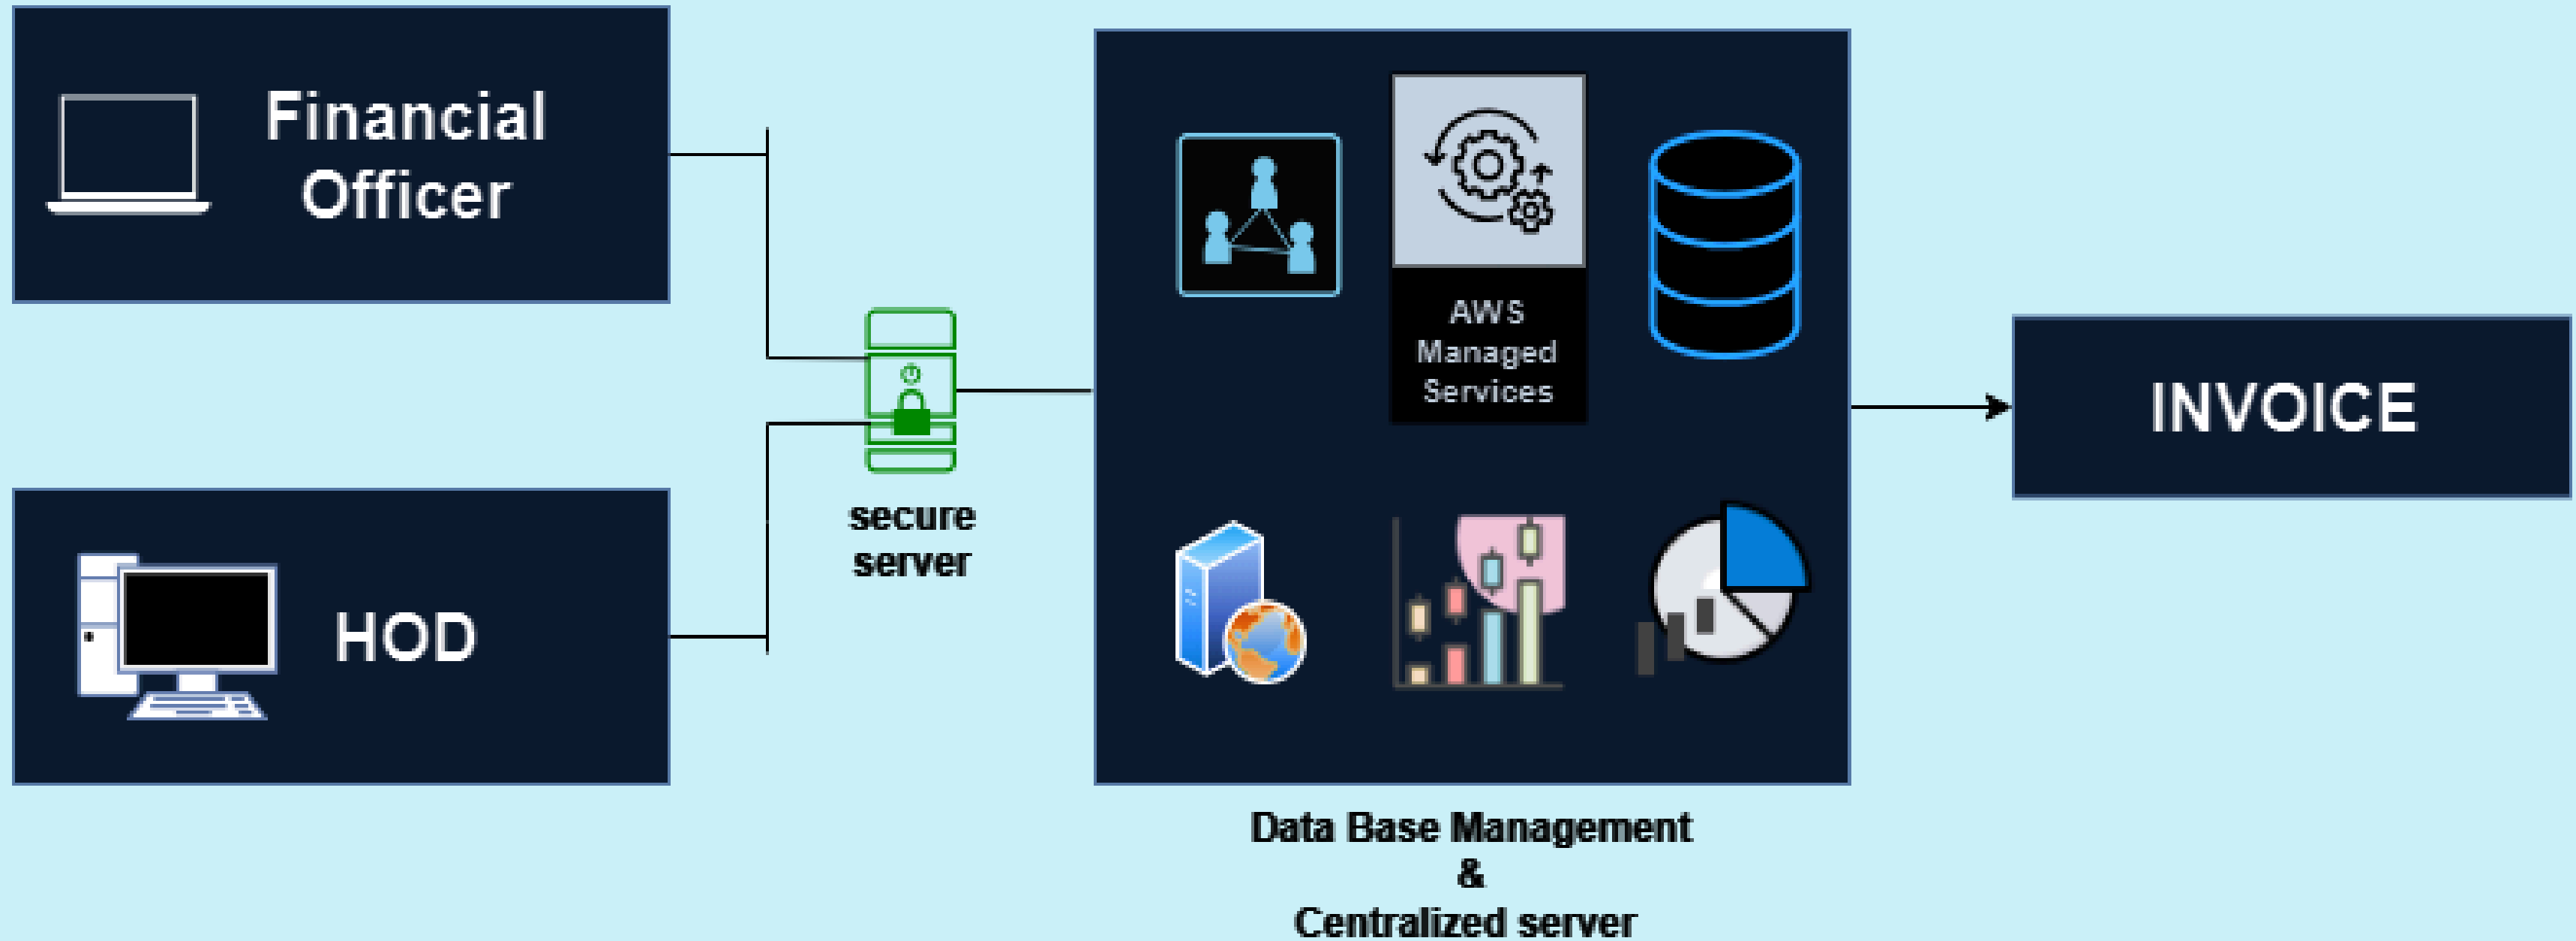 Financial
Officer
HOD
secure
server
AWS
Managed
Services
Data Base Management
&
Centralized server
INVOICE